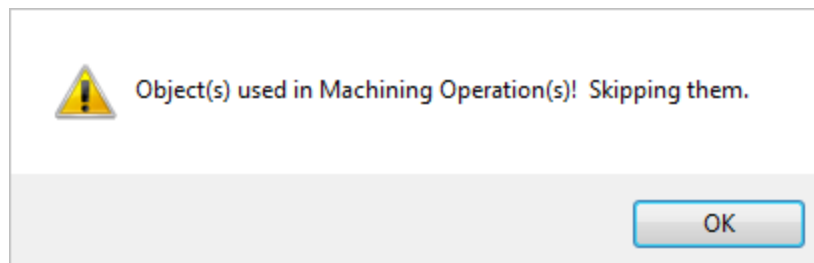 Object(s) used in Machining Operation(s)!  Skipping them.
OK